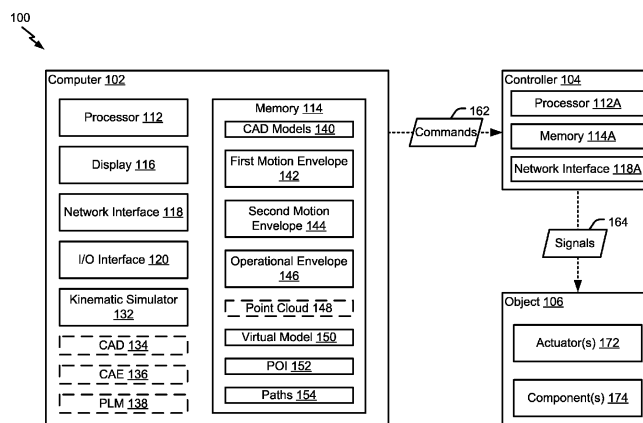 100
Computer 102
Processor 112
Display 116
Network Interface 118
I/O Interface 120
Kinematic Simulator
132
CAD 134
CAE 136
PLM 138
Memory 114
CAD Models 140
First Motion Envelope
142
Second Motion
Envelope 144
Operational Envelope
146
Point Cloud 148
Virtual Model 150
POI 152
Paths 154
162
Commands
Controller 104
Processor 112A
Memory 114A
Network Interface 118A
164
Signals
Object 106
Actuator(s) 172
Component(s) 174